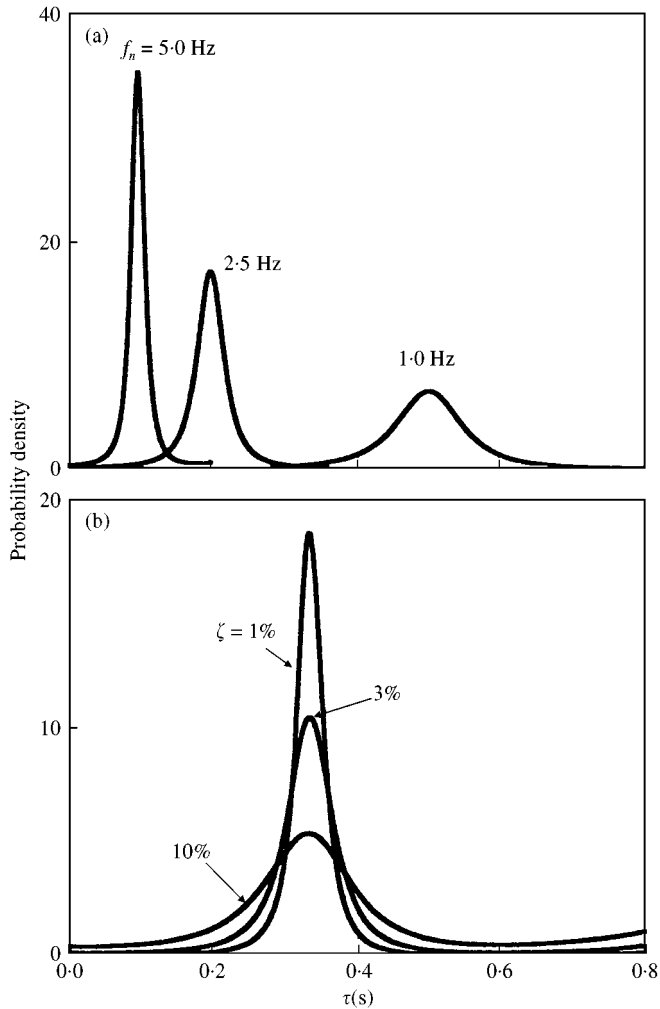 40
(a)
fₙ = 5·0 Hz
20
2·5 Hz
1·0 Hz
0
Probability density
20
(b)
ζ = 1%
3%
10
10%
0
0·0 0·2 0·4 0·6 0·8
τ(s)